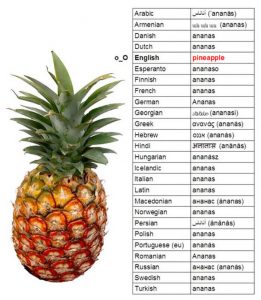 Arabic أناناس ('ananās)
Armenian (ananas)
Danish ananas
Dutch ananas
o_O English pineapple
Esperanto ananaso
Finnish ananas
French ananas
German Ananas
Georgian (ananasi)
Greek ανανάς (ananás)
Hebrew אננס (ananas)
Hindi अनानास (anānās)
Hungarian ananász
Icelandic ananas
Italian ananas
Latin ananas
Macedonian ананас (ananas)
Norwegian ananas
Persian آناناس (ânânâs)
Polish ananas
Portuguese (eu) ananás
Romanian Ananas
Russian ананас (ananas)
Swedish ananas
Turkish ananas